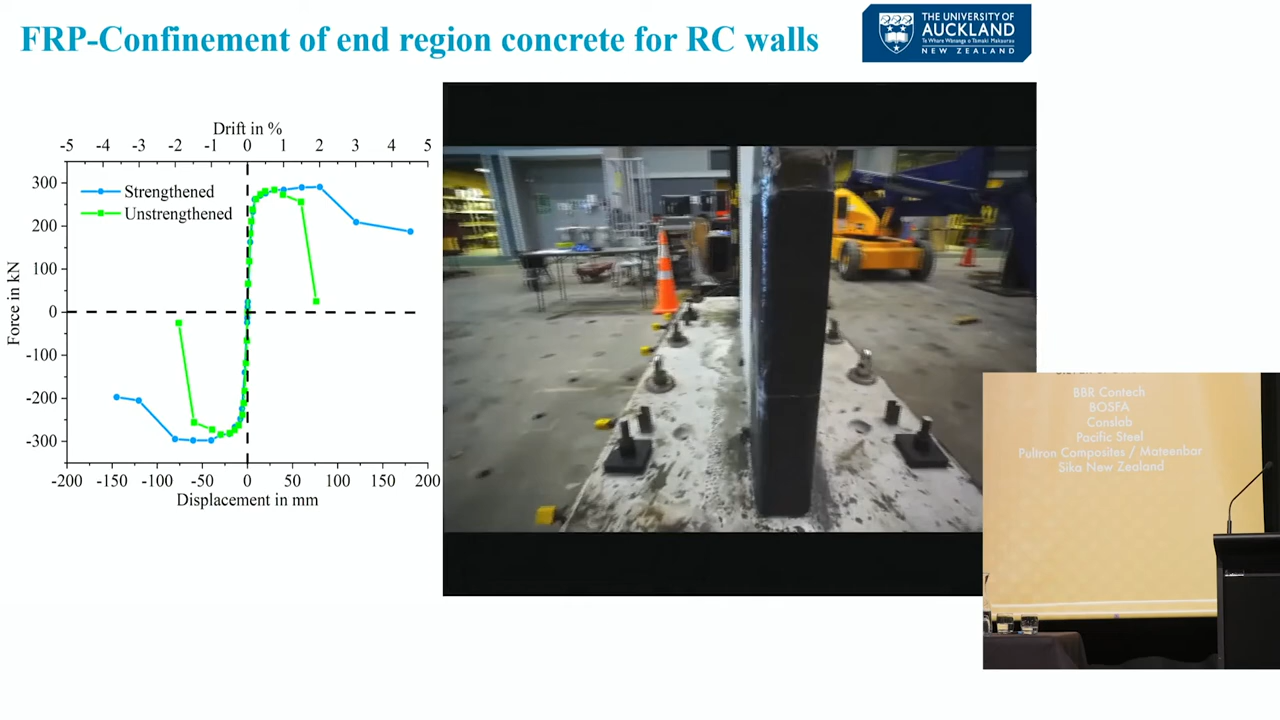 FRP-Confinement of end region concrete for RC walls
THE UNIVERSITY OF
AUCKLAND
Te Whare Wānanga o Tāmaki Makaurau
NEW ZEALAND
Drift in %
-5 -4 -3 -2 -1 0 1 2 3 4 5
Strengthened
Unstrengthened
300
200
100
0
-100
-200
-300
Force in kN
-200 -150 -100 -50 0 50 100 150 200
Displacement in mm
BBR Contech
BOSFA
Conslab
Pacific Steel
Pultron Composites / Mateenbar
Sika New Zealand